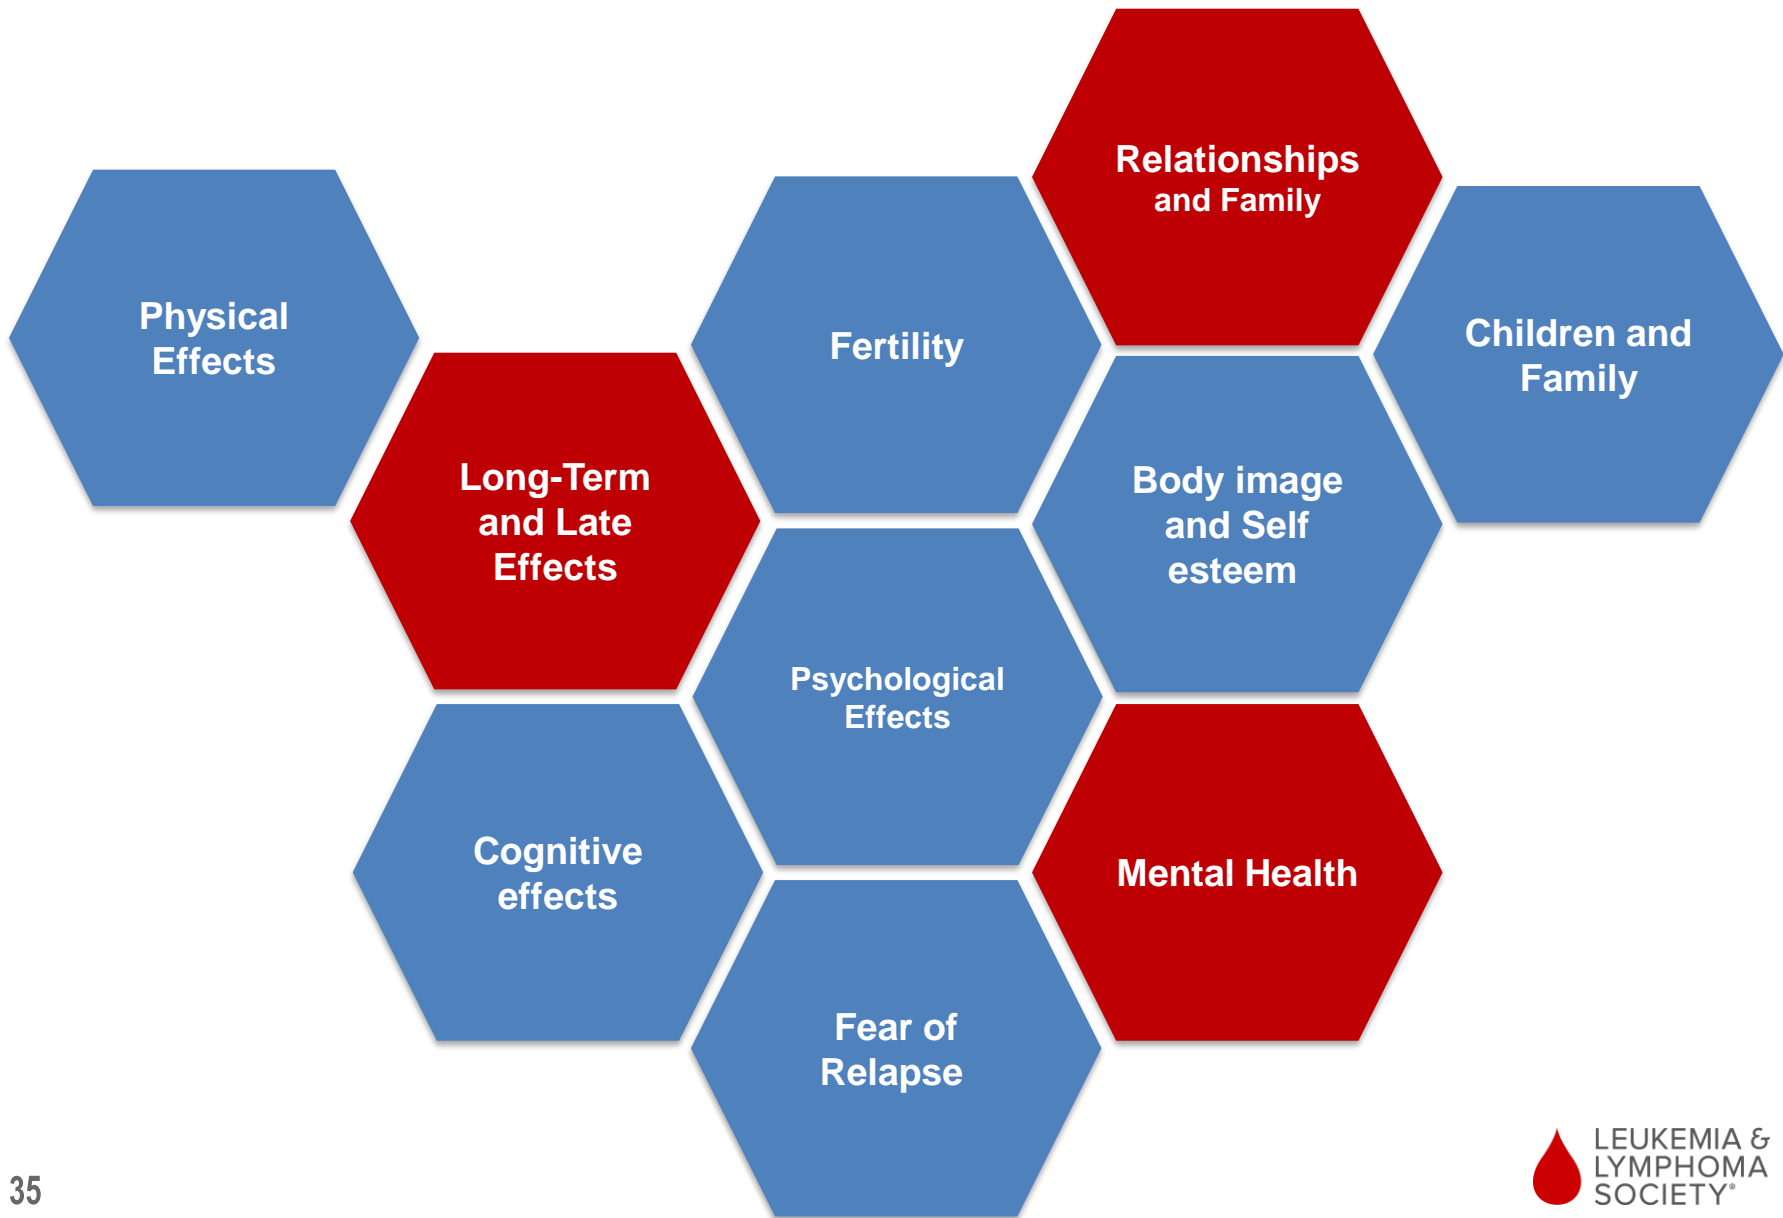 Relationships
and Family
Physical
Effects
Fertility
Children and
Family
Long-Term
and Late
Effects
Body image
and Self
esteem
Psychological
Effects
Cognitive
effects
Mental Health
Fear of
Relapse
35
LEUKEMIA &
LYMPHOMA
SOCIETY®